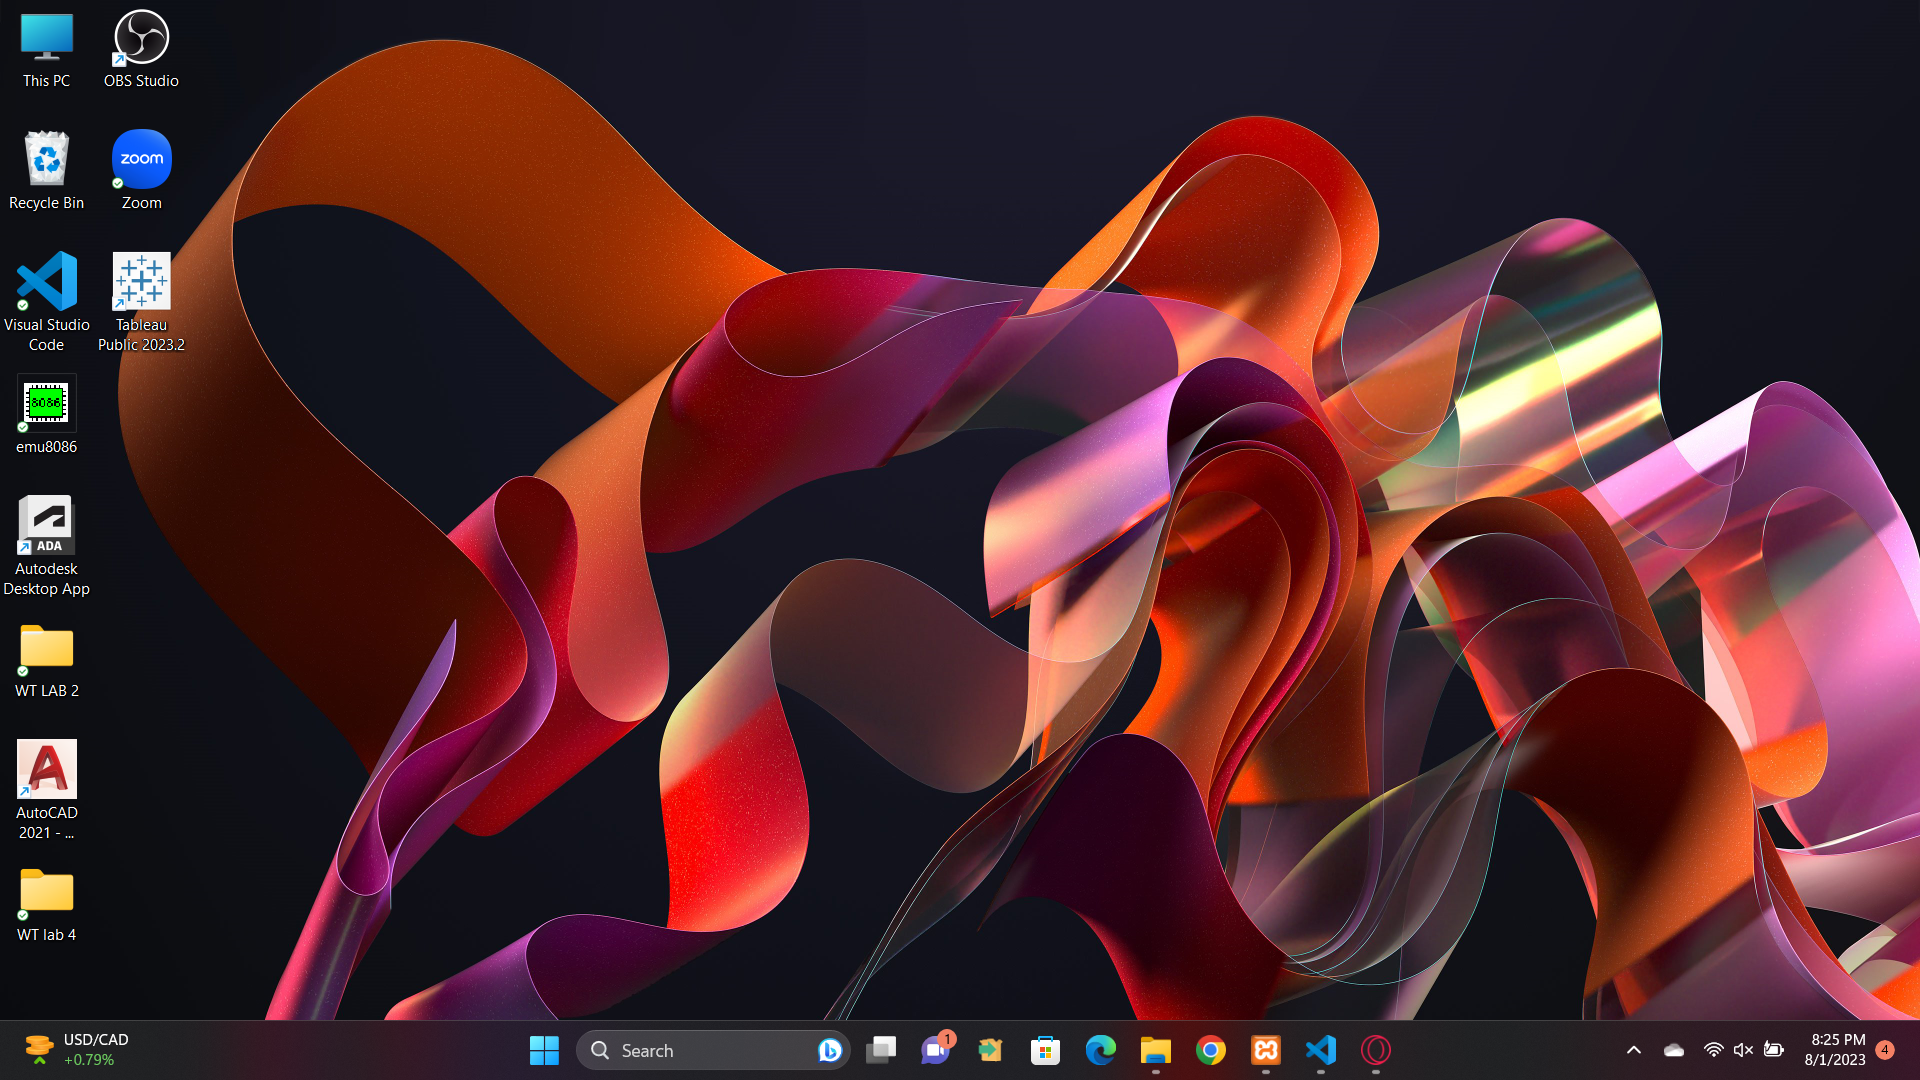 This PC
OBS Studio
Recycle Bin
zoom
Zoom
Visual Studio
Code
Tableau
Public 2023.2
8086
emu8086
ADA
Autodesk
Desktop App
WT LAB 2
A
AutoCAD
2021 - ...
WT lab 4
USD/CAD
+0.79%
Search
1
8:25 PM
8/1/2023
4